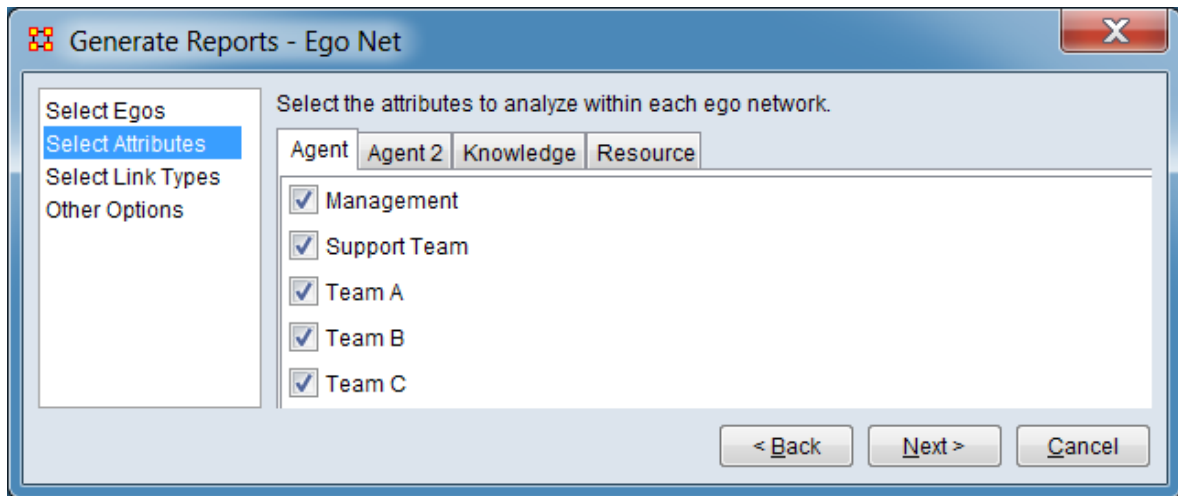 Generate Reports - Ego Net
Select Egos
Select Attributes
Select Link Types
Other Options
Select the attributes to analyze within each ego network.
Agent Agent 2 Knowledge Resource
Management
Support Team
Team A
Team B
Team C
< Back Next > Cancel